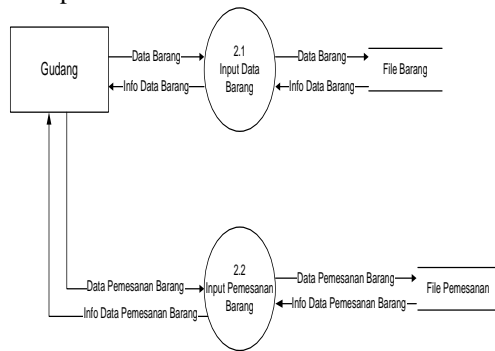 Gudang
Data Barang
Info Data Barang
2.1
Input Data
Barang
Data Barang
Info Data Barang
File Barang
Data Pemesanan Barang
Info Data Pemesanan Barang
2.2
Input Pemesanan
Barang
Data Pemesanan Barang
Info Data Pemesanan Barang
File Pemesanan